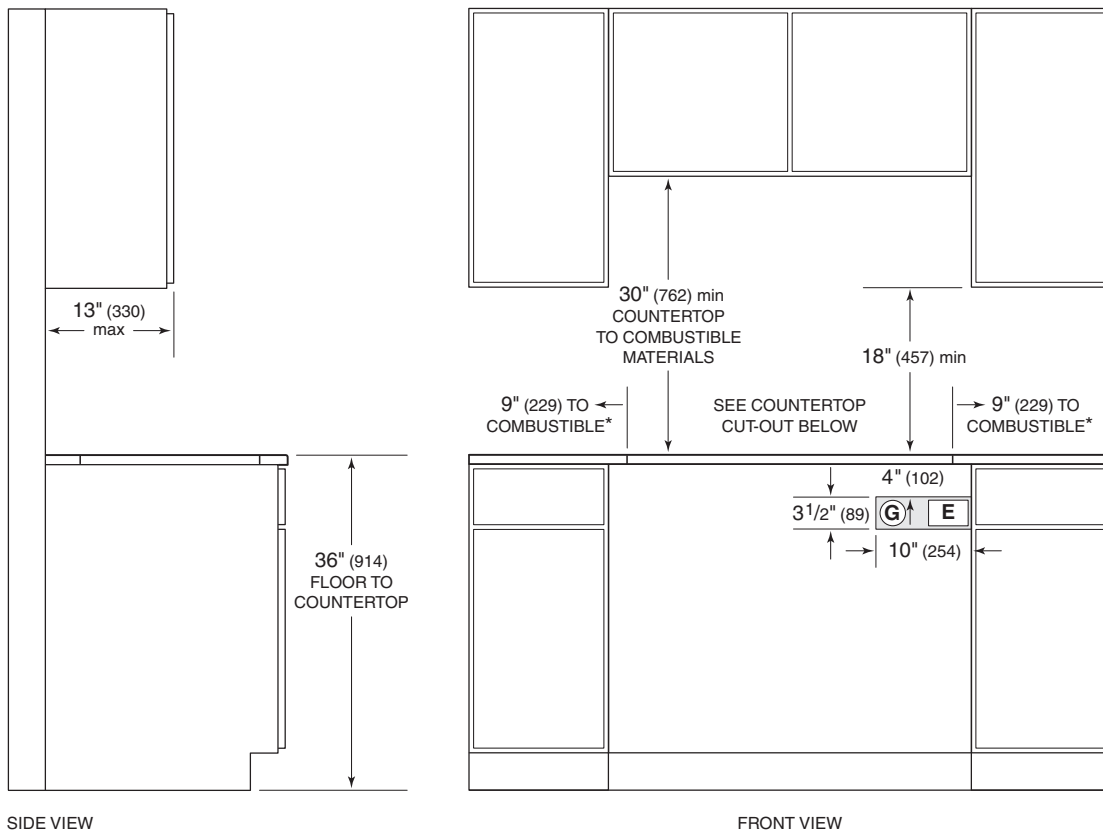 13" (330)
max
36" (914)
FLOOR TO
COUNTERTOP
SIDE VIEW
30" (762) min
COUNTERTOP
TO COMBUSTIBLE
MATERIALS
18" (457) min
9" (229) TO
COMBUSTIBLE*
SEE COUNTERTOP
CUT-OUT BELOW
9" (229) TO
COMBUSTIBLE*
4" (102)
3 1/2" (89)
G
E
10" (254)
FRONT VIEW